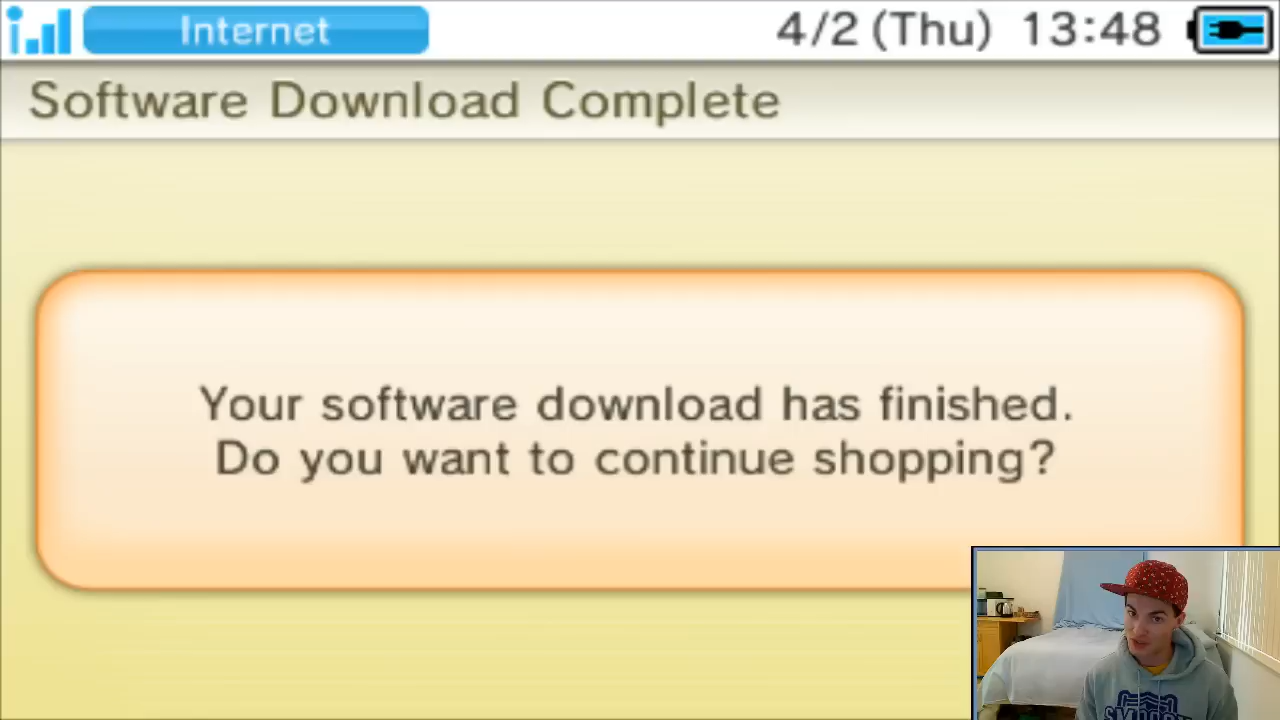 Internet
4/2 (Thu) 13:48
Software Download Complete
Your software download has finished.
Do you want to continue shopping?